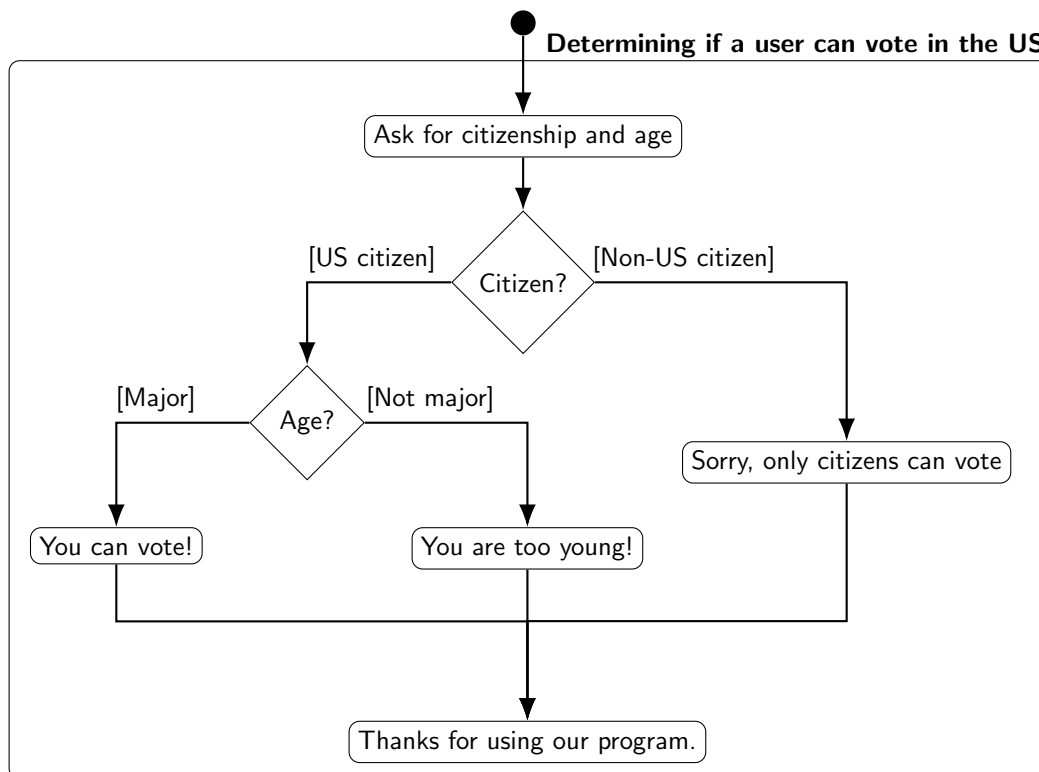 Determining if a user can vote in the US
Ask for citizenship and age
[US citizen]
[Non-US citizen]
Citizen?
[Major]
[Not major]
Age?
Sorry, only citizens can vote
You can vote!
You are too young!
Thanks for using our program.